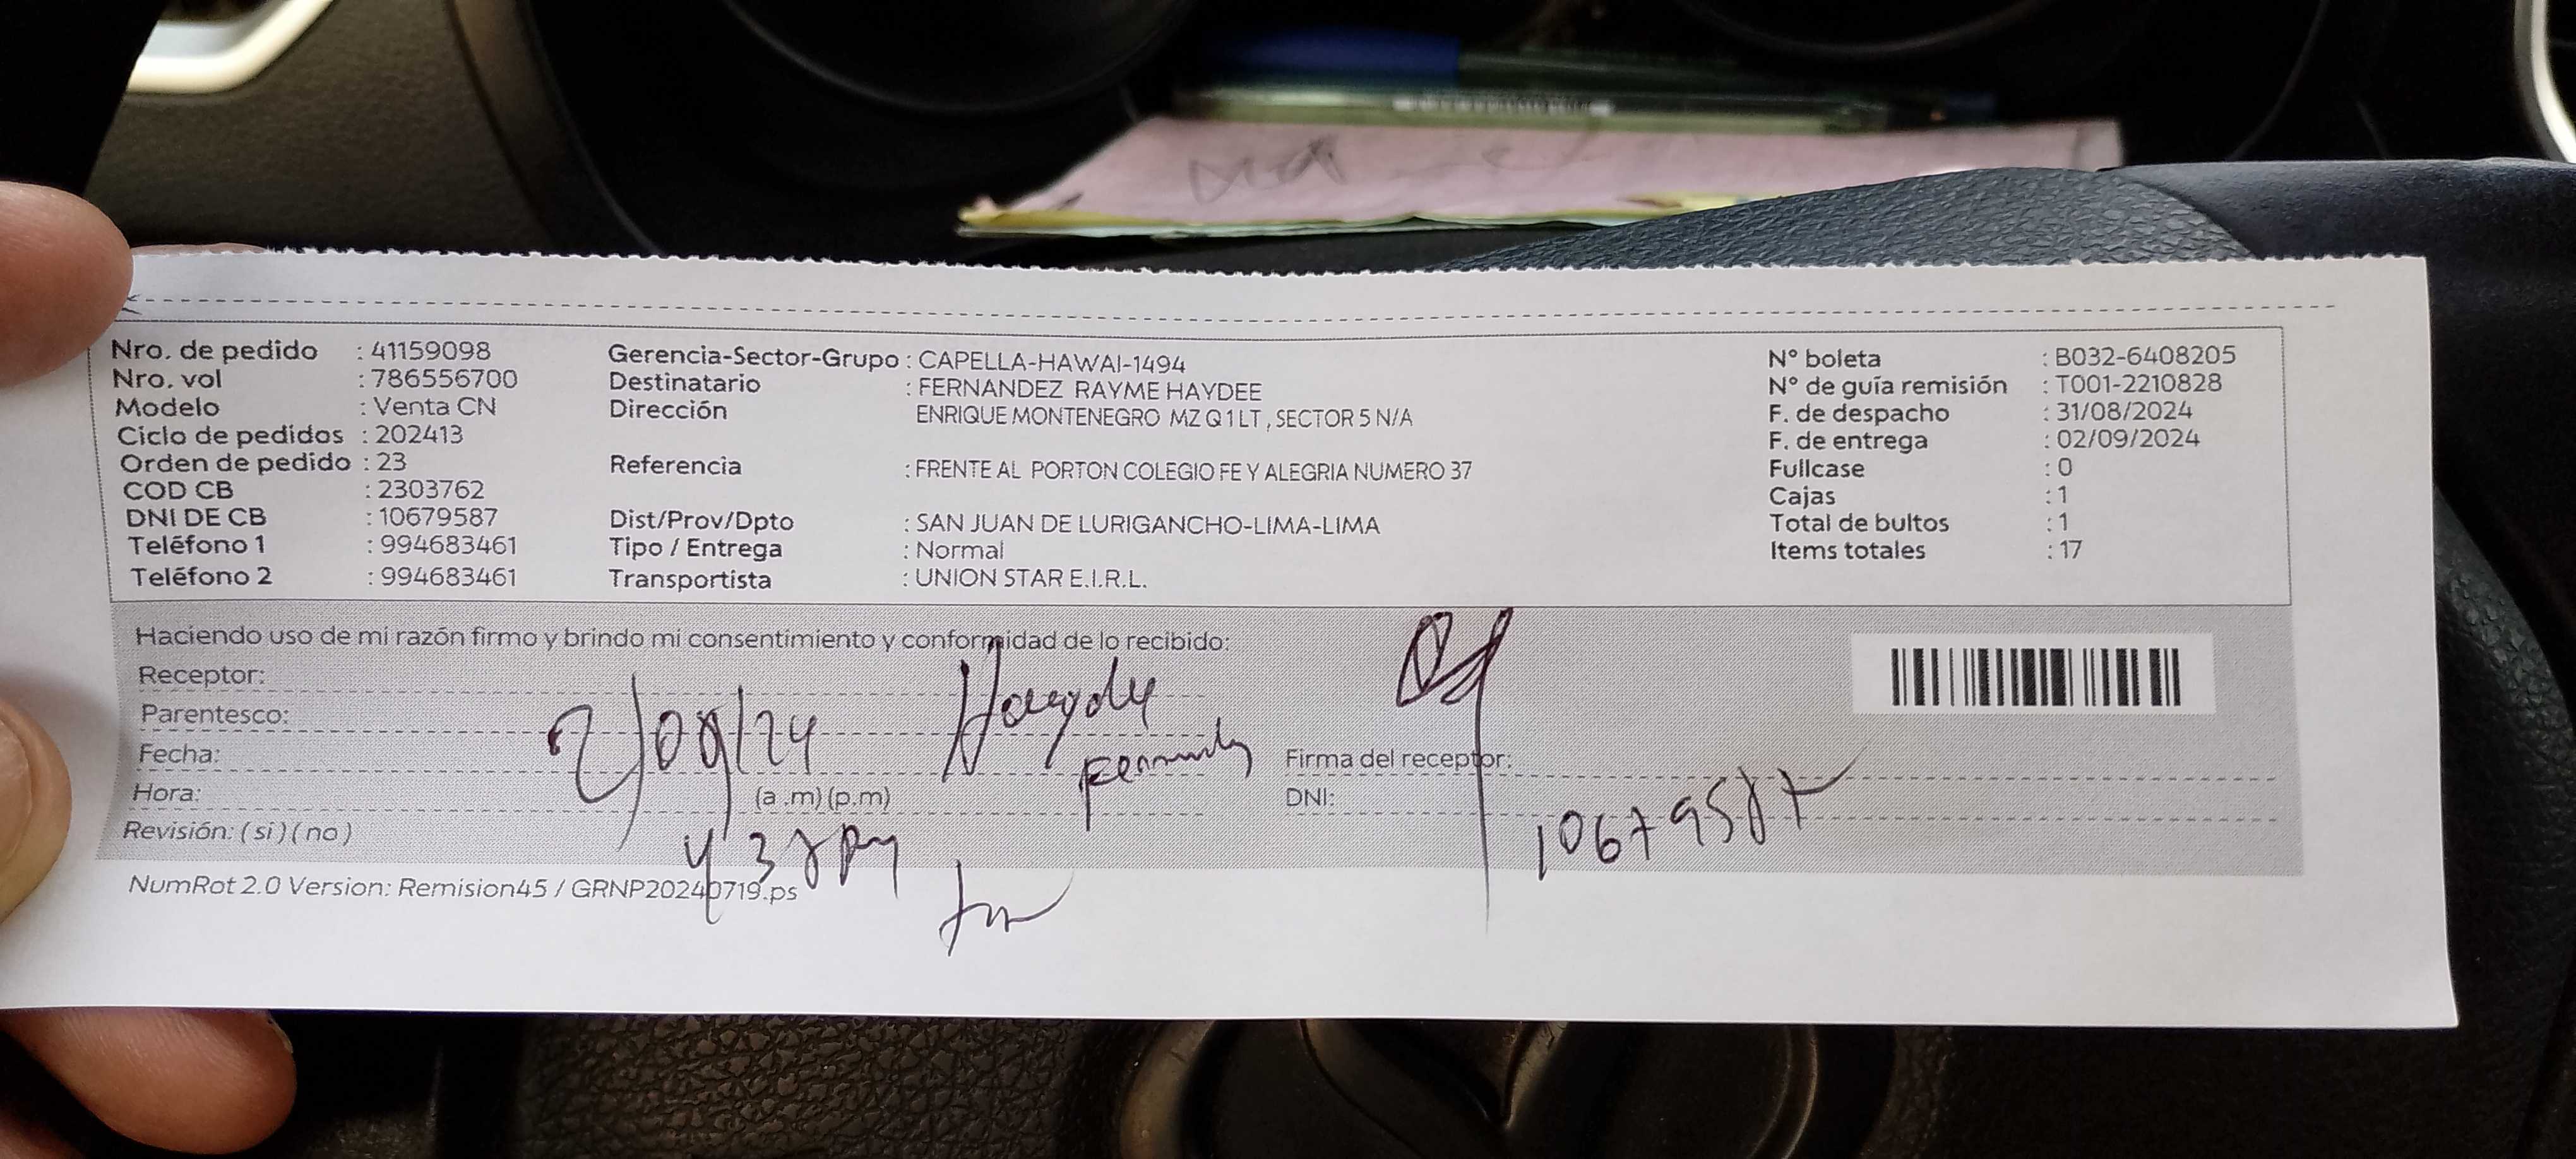 Nro. de pedido : 41159098
Nro. vol : 786556700
Modelo : Venta CN
Ciclo de pedidos : 202413
Orden de pedido : 23
COD CB : 2303762
DNI DE CB : 10679587
Teléfono 1 : 994683461
Teléfono 2 : 994683461
Gerencia-Sector-Grupo : CAPELLA-HAWAI-1494
Destinatario : FERNANDEZ RAYME HAYDEE
Dirección ENRIQUE MONTENEGRO MZ Q 1 LT , SECTOR 5 N/A
Referencia : FRENTE AL PORTON COLEGIO FE Y ALEGRIA NUMERO 37
Dist/Prov/Dpto : SAN JUAN DE LURIGANCHO-LIMA-LIMA
Tipo / Entrega : Normal
Transportista : UNION STAR E.I.R.L.
N° boleta : B032-6408205
N° de guía remisión : T001-2210828
F. de despacho : 31/08/2024
F. de entrega : 02/09/2024
Fullcase : 0
Cajas : 1
Total de bultos : 1
Items totales : 17
Haciendo uso de mi razón firmo y brindo mi consentimiento y conformidad de lo recibido:
Receptor:
Parentesco:
Fecha: 2/09/24
Haydee
Hora: (a .m) (p.m)
Revisión: ( si ) ( no )
Firma del receptor:
DNI: 10679587
NumRot 2.0 Version: Remision45 / GRNP20240719.ps